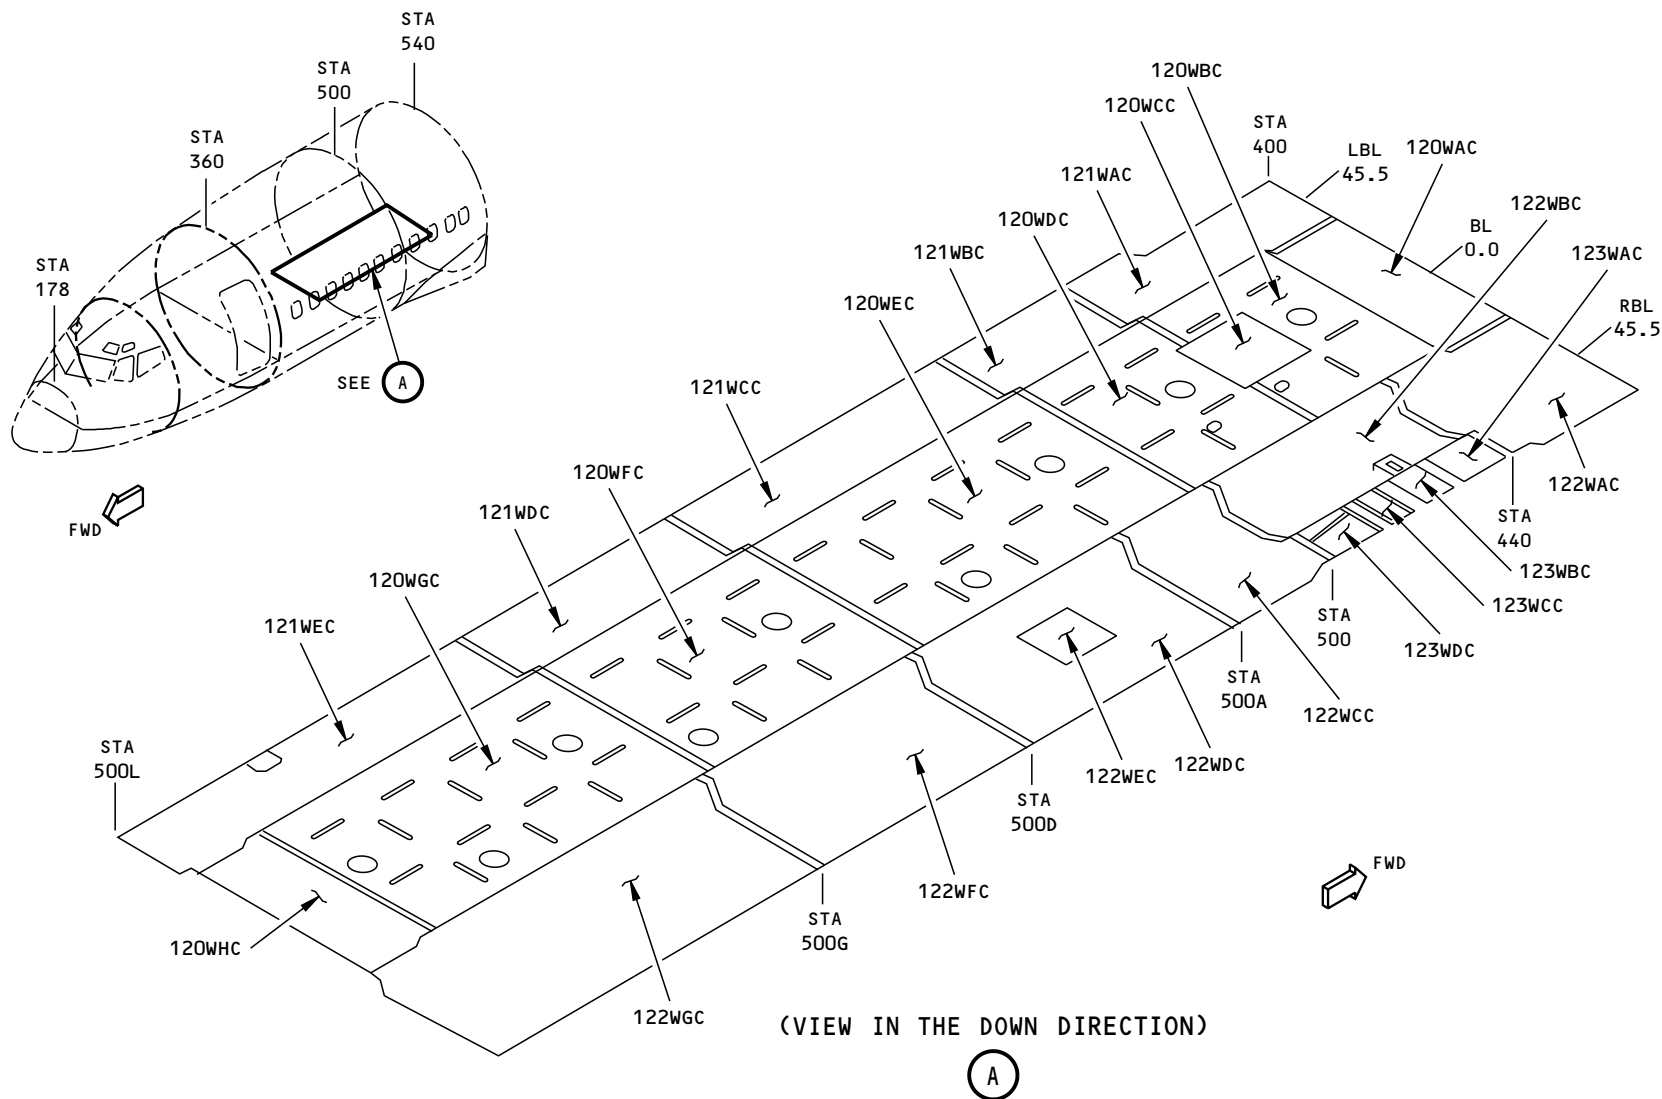 STA
540
STA
500
STA
360
STA
178
SEE A
FWD
120WBC
120WCC
STA
400
LBL
45.5
120WAC
121WAC
122WBC
120WDC
BL
0.0
123WAC
121WBC
120WEC
RBL
45.5
121WCC
120WFC
121WDC
122WAC
STA
440
120WGC
123WBC
123WCC
STA
500
123WDC
121WEC
STA
500A
122WCC
STA
500L
122WDC
122WEC
STA
500D
FWD
122WFC
STA
500G
120WHC
122WGC
(VIEW IN THE DOWN DIRECTION)
A